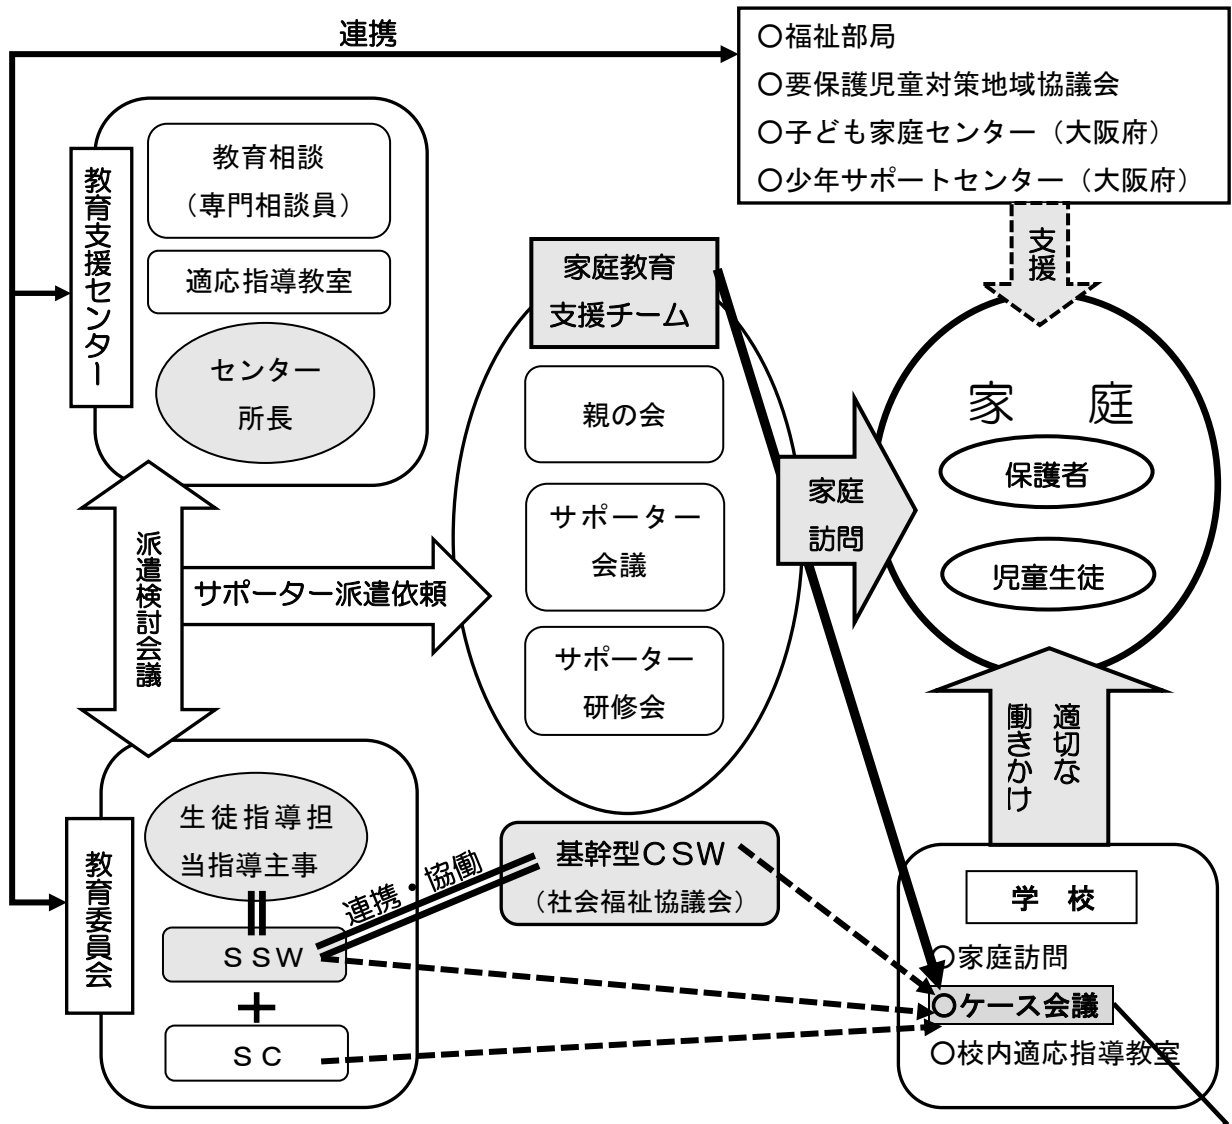 連携
○福祉部局
○要保護児童対策地域協議会
○子ども家庭センター（大阪府）
○少年サポートセンター（大阪府）
支援
教育支援センター
教育相談
（専門相談員）
適応指導教室
センター
所長
家庭教育
支援チーム
親の会
サポーター
会議
サポーター
研修会
家庭
訪問
家　庭
保護者
児童生徒
派遣検討会議
サポーター派遣依頼
適切な
働きかけ
教育委員会
生徒指導担
当指導主事
ＳＳＷ
＋
ＳＣ
連携・協働
基幹型ＣＳＷ
（社会福祉協議会）
学　校
○家庭訪問
○ケース会議
○校内適応指導教室